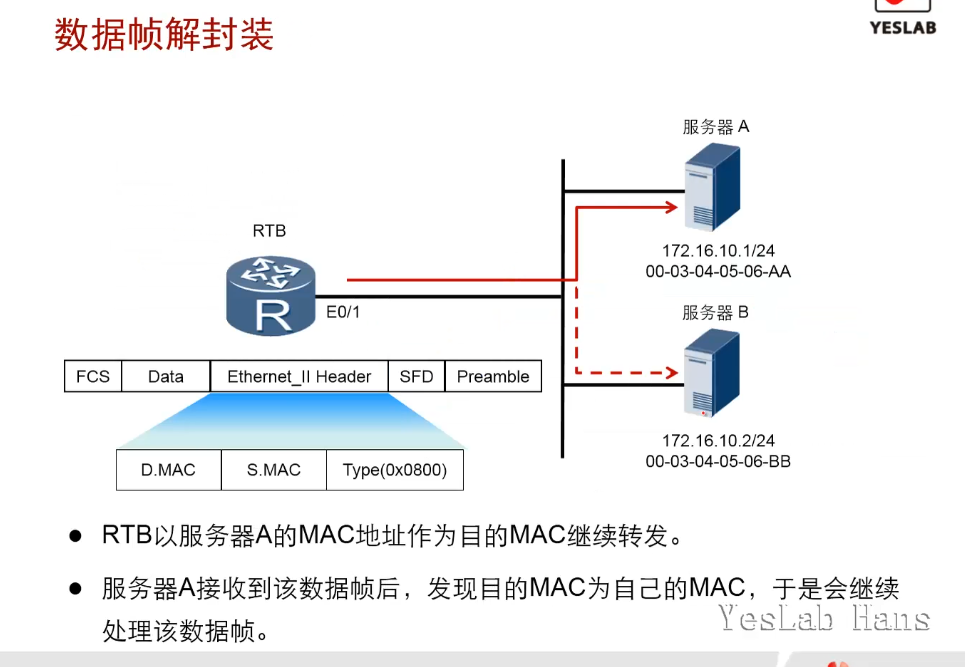 数据帧解封装
YESLAB
服务器 A
172.16.10.1/24
00-03-04-05-06-AA
RTB
R
E0/1
服务器 B
172.16.10.2/24
00-03-04-05-06-BB
FCS Data Ethernet_II Header SFD Preamble
D.MAC S.MAC Type(0x0800)
● RTB以服务器A的MAC地址作为目的MAC继续转发。
● 服务器A接收到该数据帧后，发现目的MAC为自己的MAC，于是会继续
处理该数据帧。
YesLab Hans